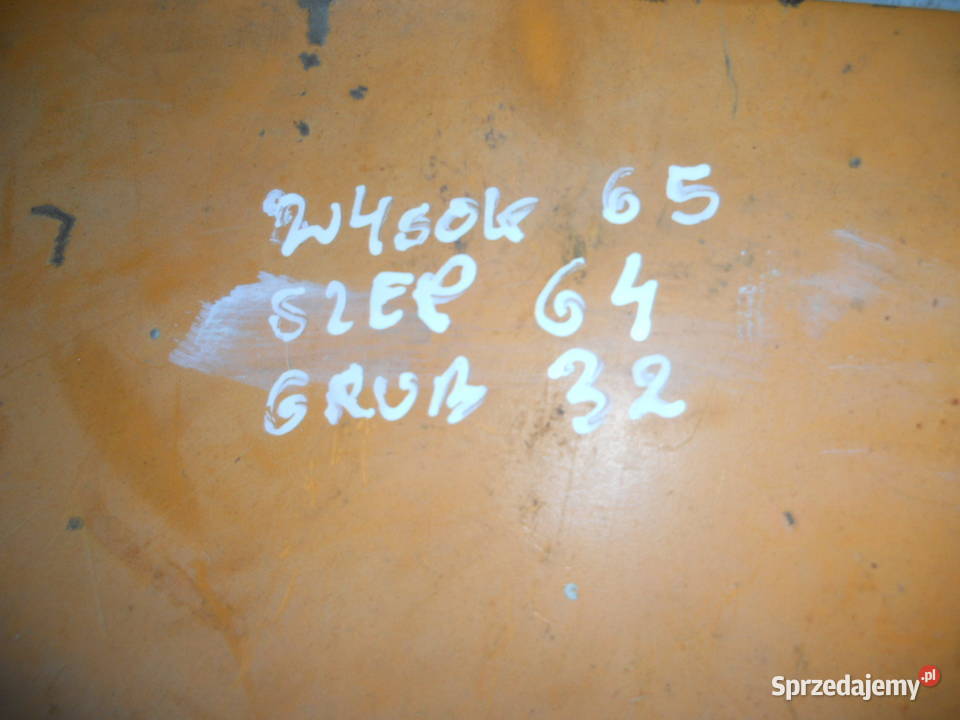 WYSOK 65
SZER 64
GRUB 32
Sprzedajemy.pl